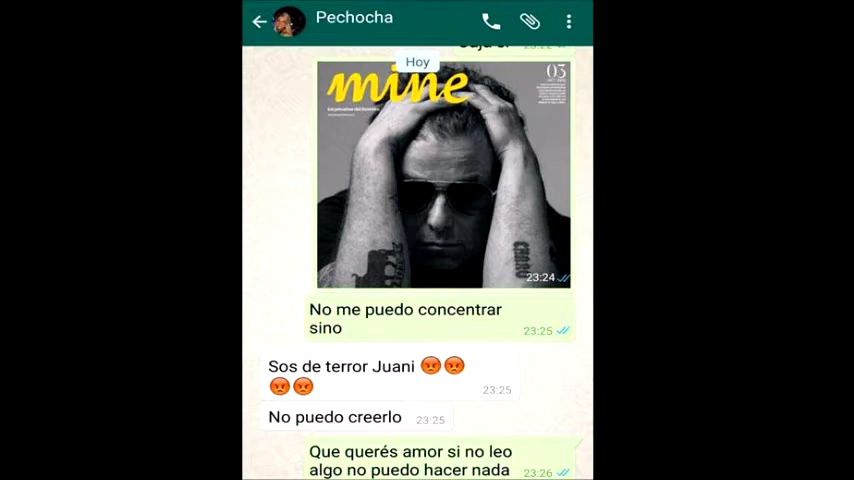 Pechocha
Hoy
mine
03
23:24
No me puedo concentrar
sino
23:25
Sos de terror Juani 😡😡
😡😡
23:25
No puedo creerlo 23:25
Que querés amor si no leo
algo no puedo hacer nada 23:26